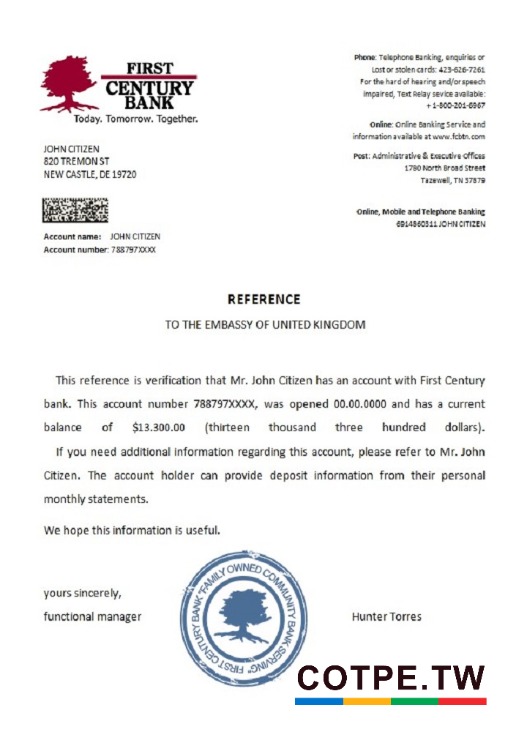 FIRST
CENTURY
BANK
Today. Tomorrow. Together.
Phone: Telephone Banking, enquiries or
Lost or stolen cards: 423-626-7261
For the hard of hearing and/or speech
Impaired, Text Relay sevice available:
+ 1-800-201-6967
Online: Online Banking Service and
information available at www.fcbtn.com
Post: Administrative & Executive Offices
1780 North Broad Street
Tazewell, TN 37879
Online, Mobile and Telephone Banking
6914860311 JOHN CITIZEN
JOHN CITIZEN
820 TREMON ST
NEW CASTLE, DE 19720
Account name: JOHN CITIZEN
Account number: 788797XXXX
REFERENCE
TO THE EMBASSY OF UNITED KINGDOM
This reference is verification that Mr. John Citizen has an account with First Century
bank. This account number 788797XXXX, was opened 00.00.0000 and has a current
balance of $13.300.00 (thirteen thousand three hundred dollars).
If you need additional information regarding this account, please refer to Mr. John
Citizen. The account holder can provide deposit information from their personal
monthly statements.
We hope this information is useful.
yours sincerely,
functional manager
"FIRST CENTURY BANK "FAMILY OWNED COMMUNITY BANK SERVING"
Hunter Torres
COTPE.TW